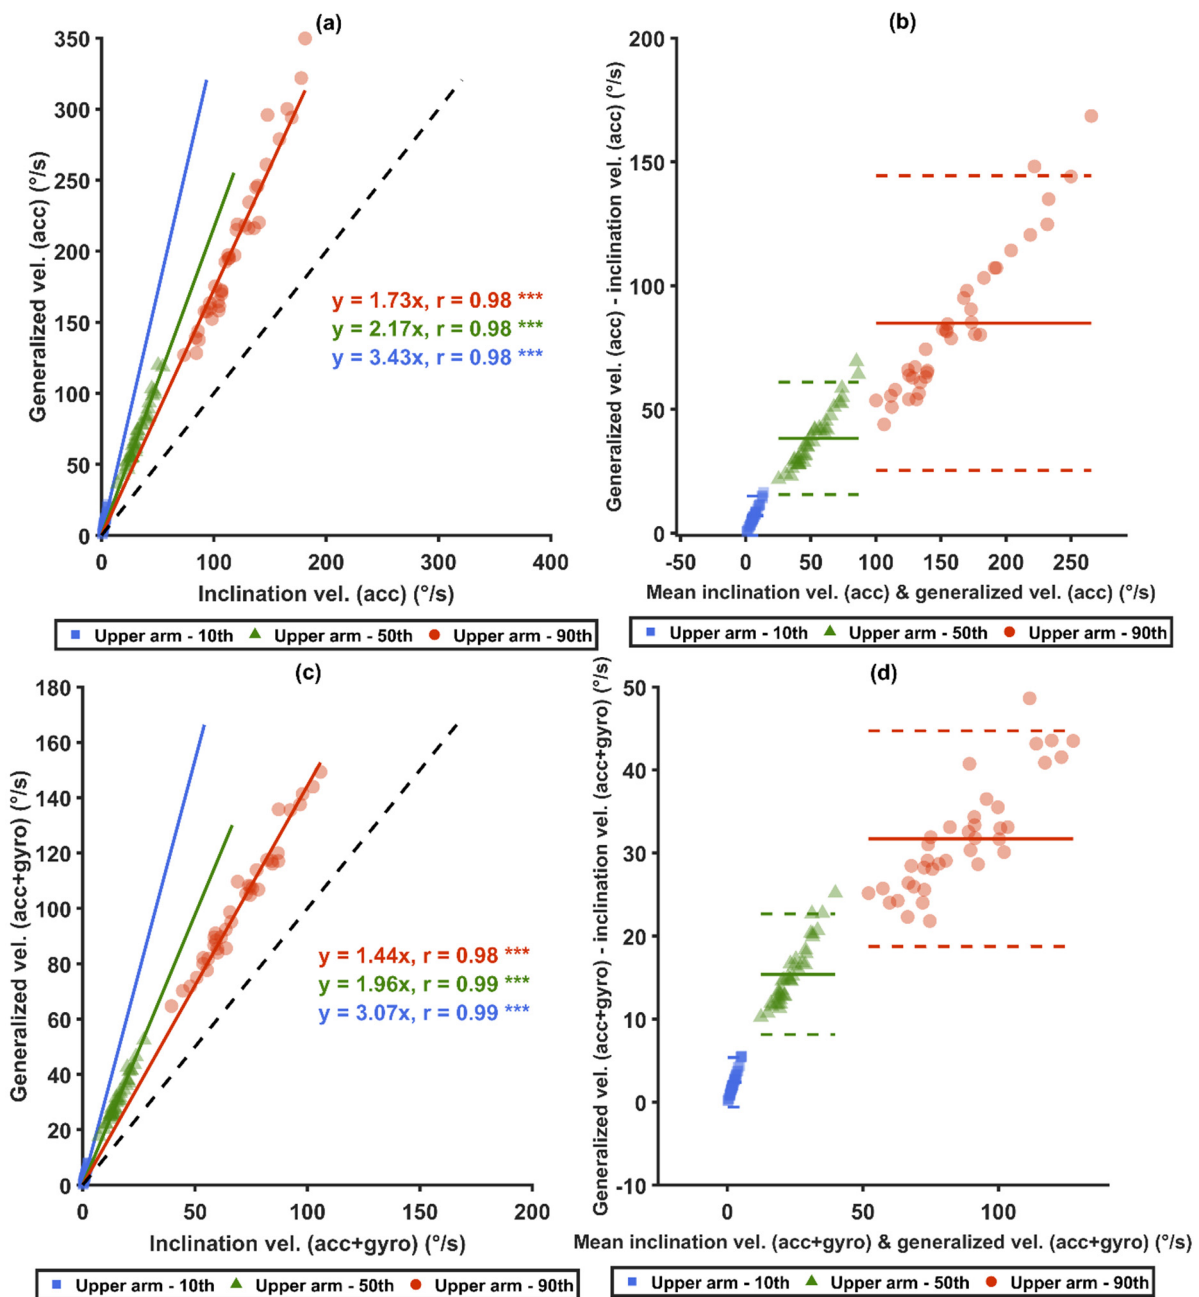 (a)
350
300
250
200
150
100
50
0
Generalized vel. (acc) (°/s)
y = 1.73x, r = 0.98 ***
y = 2.17x, r = 0.98 ***
y = 3.43x, r = 0.98 ***
0 100 200 300 400
Inclination vel. (acc) (°/s)
Upper arm - 10th Upper arm - 50th Upper arm - 90th
(b)
200
150
100
50
0
Generalized vel. (acc) - inclination vel. (acc) (°/s)
-50 0 50 100 150 200 250
Mean inclination vel. (acc) & generalized vel. (acc) (°/s)
Upper arm - 10th Upper arm - 50th Upper arm - 90th
(c)
180
160
140
120
100
80
60
40
20
0
Generalized vel. (acc+gyro) (°/s)
y = 1.44x, r = 0.98 ***
y = 1.96x, r = 0.99 ***
y = 3.07x, r = 0.99 ***
0 50 100 150 200
Inclination vel. (acc+gyro) (°/s)
Upper arm - 10th Upper arm - 50th Upper arm - 90th
(d)
50
40
30
20
10
0
-10
Generalized vel. (acc+gyro) - inclination vel. (acc+gyro) (°/s)
0 50 100
Mean inclination vel. (acc+gyro) & generalized vel. (acc+gyro) (°/s)
Upper arm - 10th Upper arm - 50th Upper arm - 90th